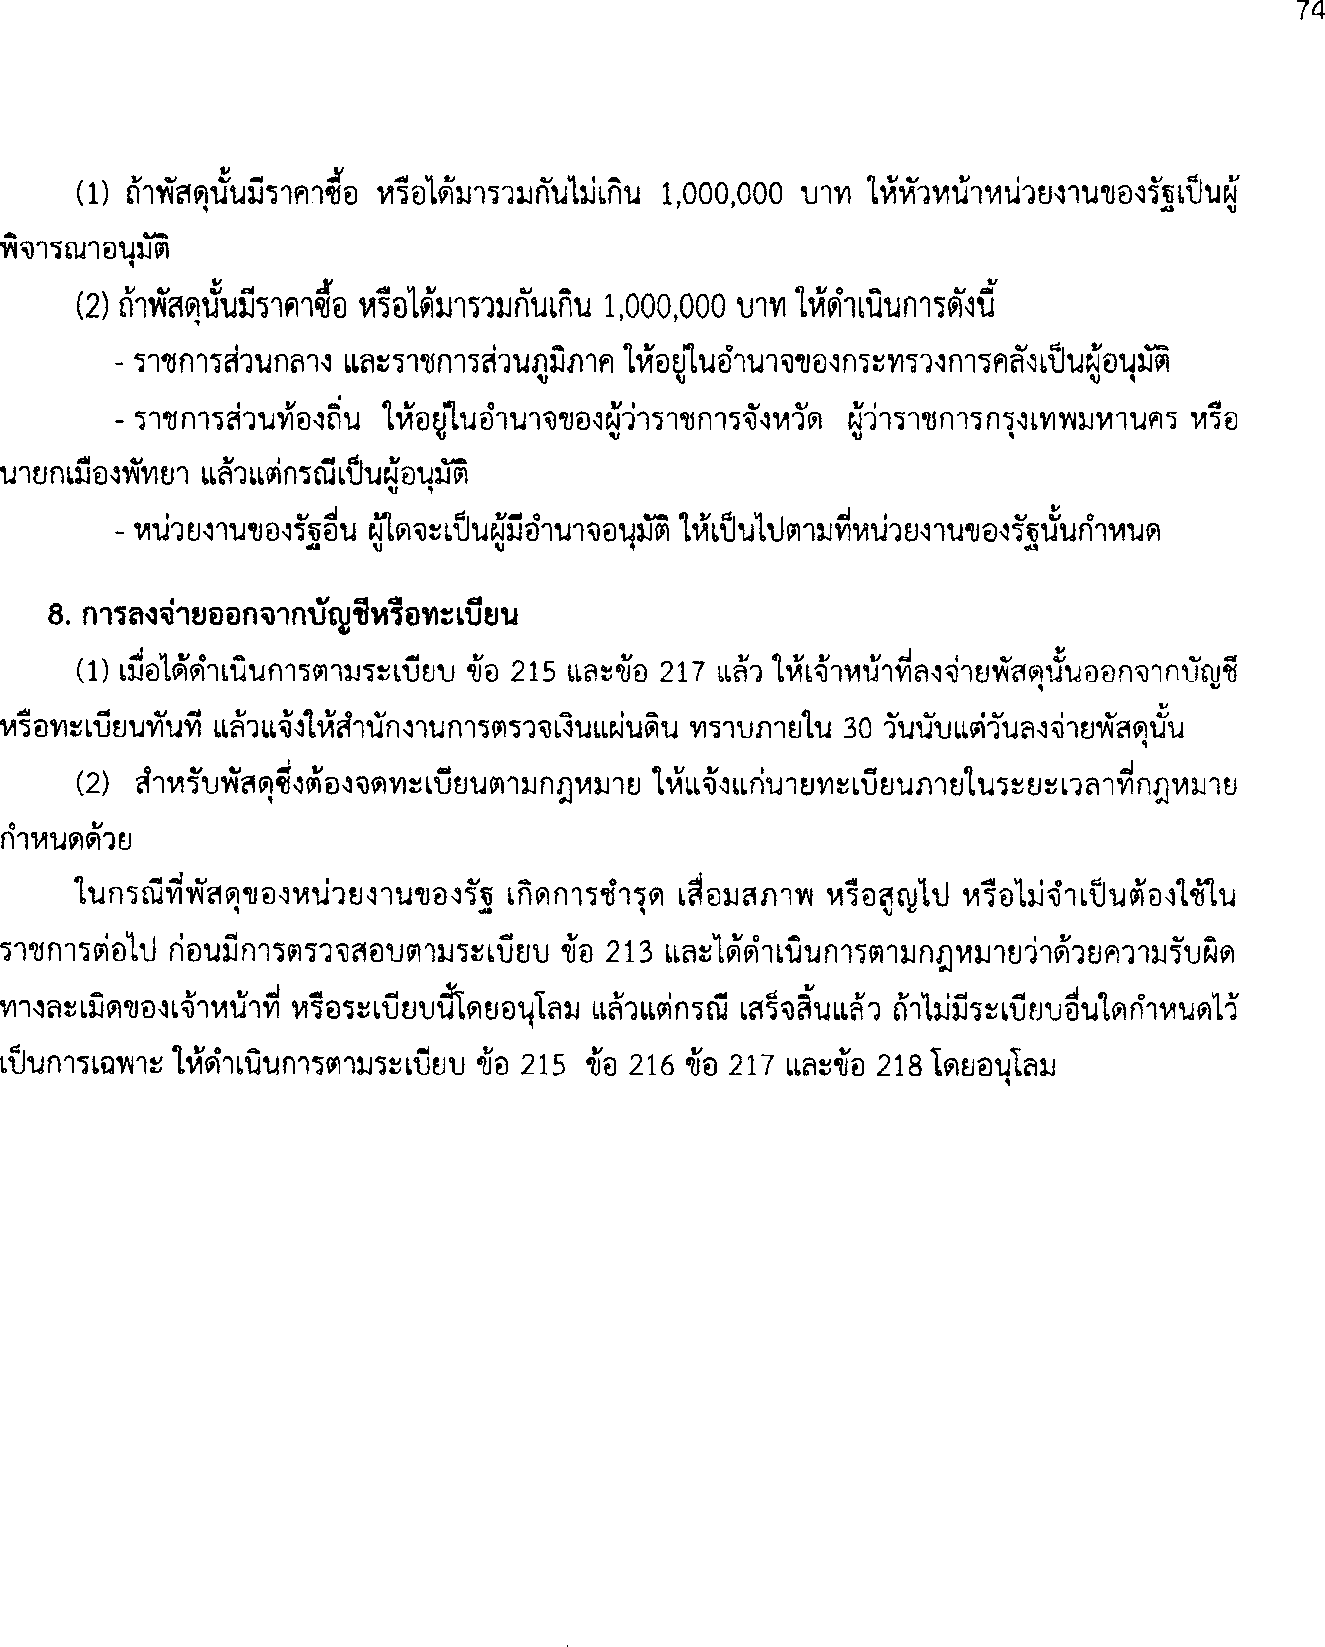 74
(1) ถ้าพัสดุนั้นมีราคาซื้อ หรือได้มารวมกันไม่เกิน 1,000,000 บาท ให้หัวหน้าหน่วยงานของรัฐเป็นผู้
พิจารณาอนุมัติ
(2) ถ้าพัสดุนั้นมีราคาซื้อ หรือได้มารวมกันเกิน 1,000,000 บาท ให้ดำเนินการดังนี้
- ราชการส่วนกลาง และราชการส่วนภูมิภาค ให้อยู่ในอำนาจของกระทรวงการคลังเป็นผู้อนุมัติ
- ราชการส่วนท้องถิ่น ให้อยู่ในอำนาจของผู้ว่าราชการจังหวัด ผู้ว่าราชการกรุงเทพมหานคร หรือ
นายกเมืองพัทยา แล้วแต่กรณีเป็นผู้อนุมัติ
- หน่วยงานของรัฐอื่น ผู้ใดจะเป็นผู้มีอำนาจอนุมัติ ให้เป็นไปตามที่หน่วยงานของรัฐนั้นกำหนด
8. การลงจ่ายออกจากบัญชีหรือทะเบียน
(1) เมื่อได้ดำเนินการตามระเบียบ ข้อ 215 และข้อ 217 แล้ว ให้เจ้าหน้าที่ลงจ่ายพัสดุนั้นออกจากบัญชี
หรือทะเบียนทันที แล้วแจ้งให้สำนักงานการตรวจเงินแผ่นดิน ทราบภายใน 30 วันนับแต่วันลงจ่ายพัสดุนั้น
(2) สำหรับพัสดุซึ่งต้องจดทะเบียนตามกฎหมาย ให้แจ้งแก่นายทะเบียนภายในระยะเวลาที่กฎหมาย
กำหนดด้วย
ในกรณีที่พัสดุของหน่วยงานของรัฐ เกิดการชำรุด เสื่อมสภาพ หรือสูญไป หรือไม่จำเป็นต้องใช้ใน
ราชการต่อไป ก่อนมีการตรวจสอบตามระเบียบ ข้อ 213 และได้ดำเนินการตามกฎหมายว่าด้วยความรับผิด
ทางละเมิดของเจ้าหน้าที่ หรือระเบียบนี้โดยอนุโลม แล้วแต่กรณี เสร็จสิ้นแล้ว ถ้าไม่มีระเบียบอื่นใดกำหนดไว้
เป็นการเฉพาะ ให้ดำเนินการตามระเบียบ ข้อ 215 ข้อ 216 ข้อ 217 และข้อ 218 โดยอนุโลม